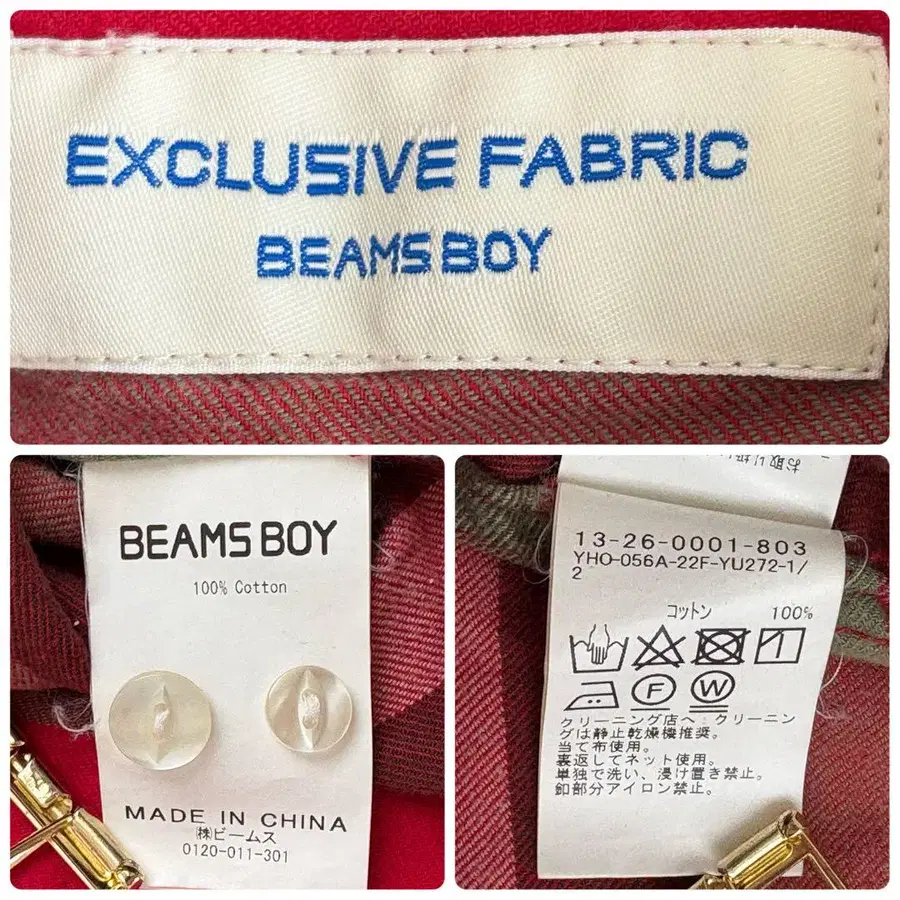 EXCLUSIVE FABRIC
BEAMS BOY
BEAMS BOY
100% Cotton
MADE IN CHINA
㈱ビームス
0120-011-301
13-26-0001-803
YHO-056A-22F-YU272-1/
2
コットン 100%
F W
クリーニング店へ:クリーニン
グは静止乾燥機推奨。
当て布使用。
裏返してネット使用。
単独で洗い、浸け置き禁止。
釦部分アイロン禁止。